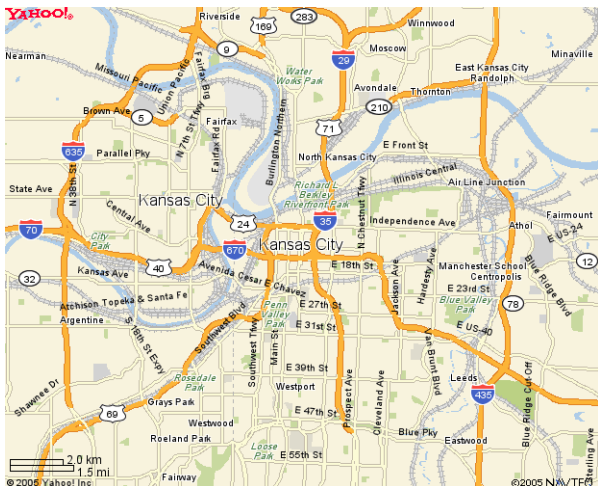 YAHOO!®
Riverside
169
283
Winnwood
9
29
Moscow
Minaville
Nearman
Missouri Pacific
Union Pacific
Fairfax Brg
Water
Works Park
Avondale
East Kansas City
Randolph
Thornton
210
Brown Ave
5
N 7th St Trwy
Fairfax
Fairfax Rd
Burlington Northern
71
635
Parallel Pky
North Kansas City
E Front St
Illinois Central
State Ave
N 38th St
Kansas City
Richard L
Berkley
Riverfront Park
N Chestnut Tfwy
Air Line Junction
Central Ave
24
35
Independence Ave
Fairmount
Athol
E US-24
70
City
Park
670
Kansas City
Kansas Ave
40
E 18th St
Manchester School
Centropolis
12
32
Avenida Cesar E Chavez
Jackson Ave
Hardesty Ave
E 23rd St
Blue Valley
Park
Blue Ridge Blvd
Atchison Topeka & Santa Fe
Argentine
E 27th St
78
S 18th St Expy
Southwest Blvd
Penn
Valley
Park
E 31st St
E US-40
Southwest Tfwy
Main St
Van Brunt Blvd
E 39th St
Leeds
Rosedale
Park
Shawnee Dr
Westport
Prospect Ave
Cleveland Ave
435
Blue Ridge Cut-Off
Grays Park
69
E 47th St
Westwood
Blue Pky
Eastwood
Roeland Park
Loose
Park
E 55th St
Sterling Ave
2.0 km
1.5 mi
Fairway
©2005 Yahoo! Inc
©2005 NAVTEQ